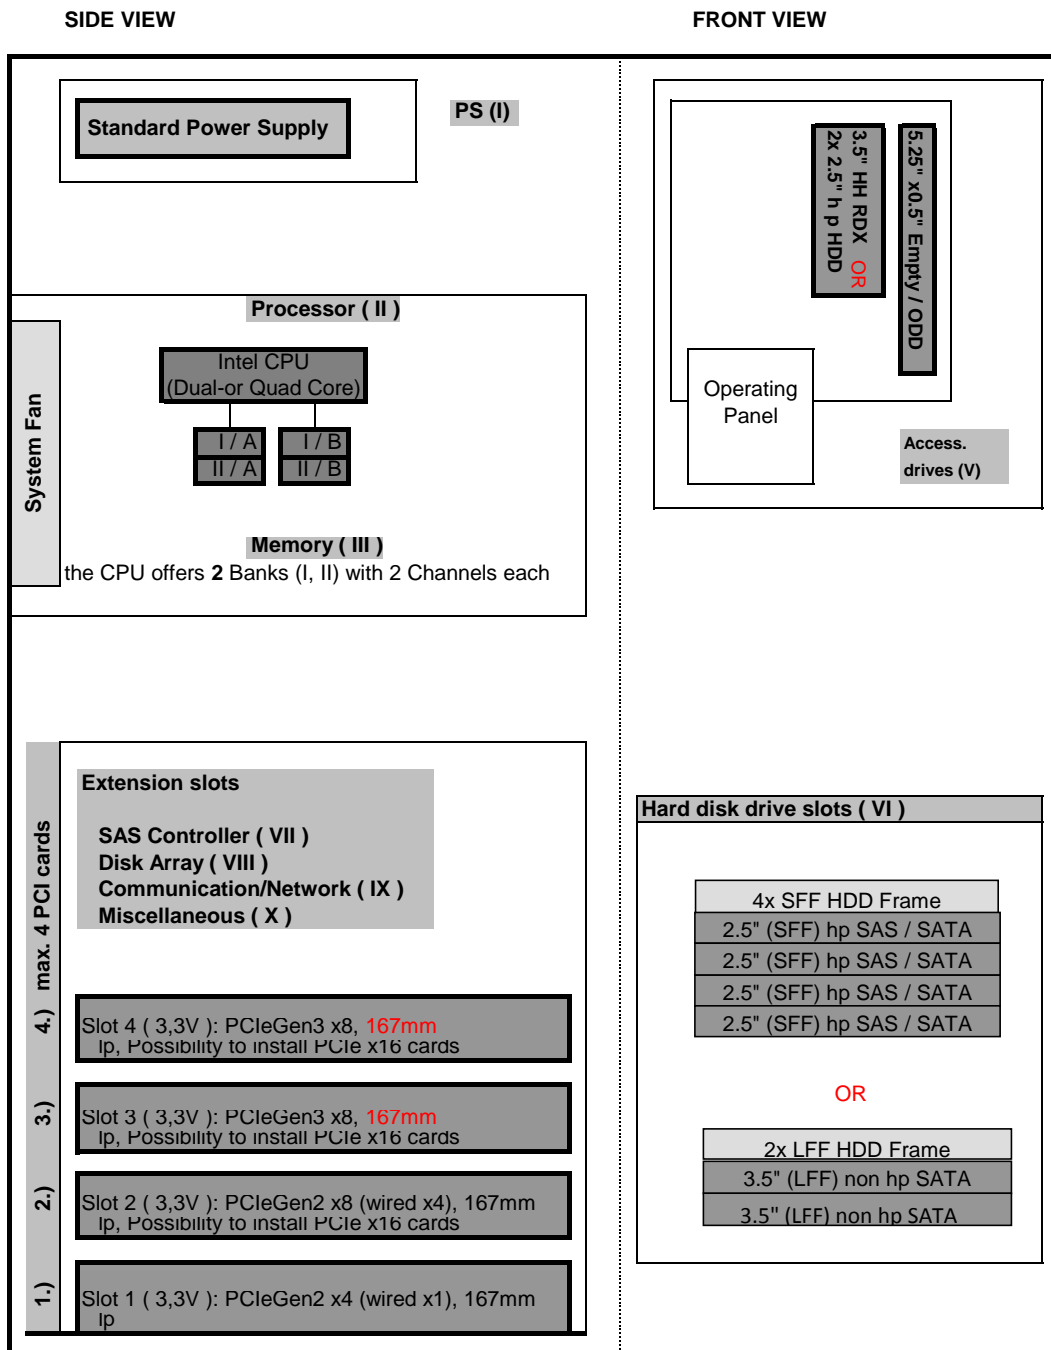 SIDE VIEW
FRONT VIEW
Standard Power Supply
PS (I)
Processor ( II )
Intel CPU
(Dual-or Quad Core)
I / A
I / B
II / A
II / B
System Fan
Memory ( III )
the CPU offers 2 Banks (I, II) with 2 Channels each
3.5" HH RDX OR
2x 2.5" h p HDD
5.25" x0.5" Empty / ODD
Operating
Panel
Access.
drives (V)
max. 4 PCI cards
Extension slots
SAS Controller ( VII )
Disk Array ( VIII )
Communication/Network ( IX )
Miscellaneous ( X )
4.)
Slot 4 ( 3,3V ): PCIeGen3 x8, 167mm
lp, Possibility to install PCIe x16 cards
3.)
Slot 3 ( 3,3V ): PCIeGen3 x8, 167mm
lp, Possibility to install PCIe x16 cards
2.)
Slot 2 ( 3,3V ): PCIeGen2 x8 (wired x4), 167mm
lp, Possibility to install PCIe x16 cards
1.)
Slot 1 ( 3,3V ): PCIeGen2 x4 (wired x1), 167mm
lp
Hard disk drive slots ( VI )
4x SFF HDD Frame
2.5" (SFF) hp SAS / SATA
2.5" (SFF) hp SAS / SATA
2.5" (SFF) hp SAS / SATA
2.5" (SFF) hp SAS / SATA
OR
2x LFF HDD Frame
3.5" (LFF) non hp SATA
3.5" (LFF) non hp SATA